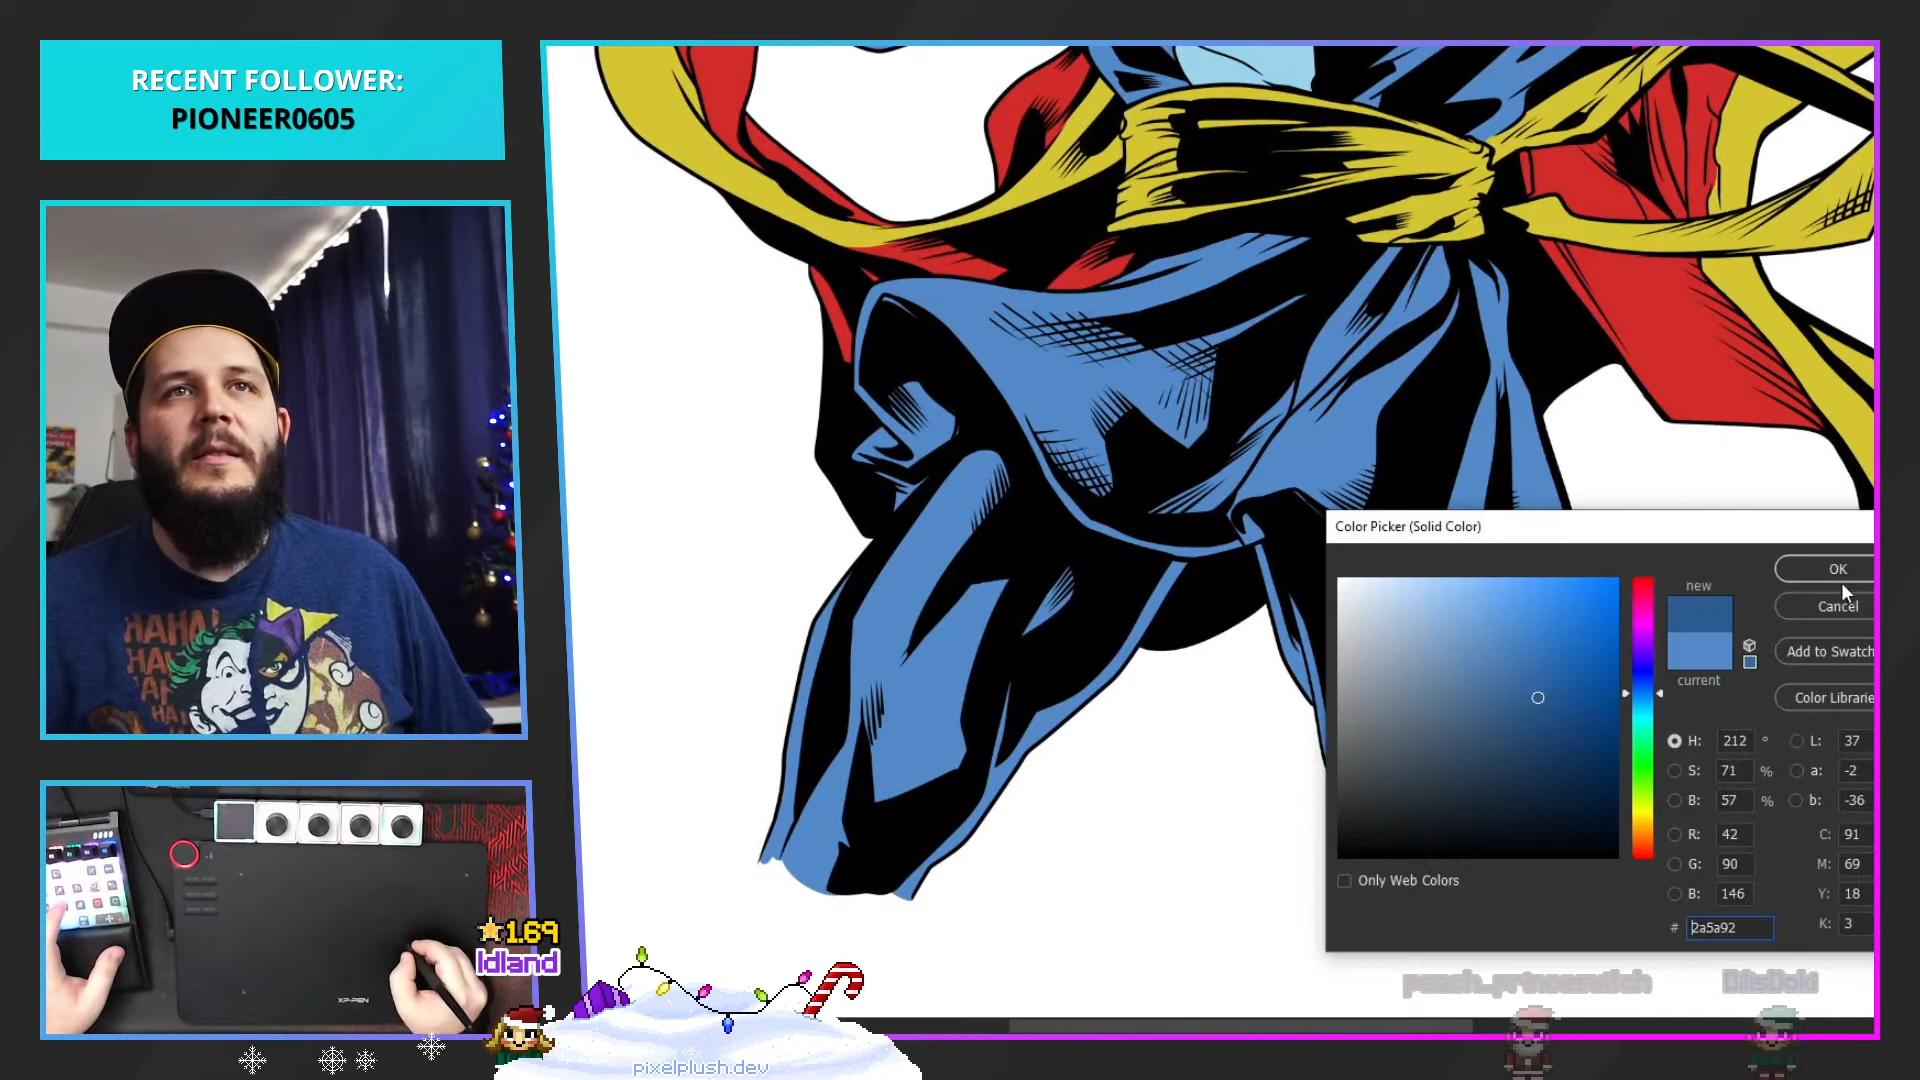 RECENT FOLLOWER:
PIONEER0605
HAHA!
XP-PEN
1.69
ldland
pixelplush.dev
Color Picker (Solid Color)
new
current
OK
Cancel
Add to Swatch
Color Librarie
H: 212 °
S: 71 %
B: 57 %
R: 42
G: 90
B: 146
# 2a5a92
L: 37
a: -2
b: -36
C: 91
M: 69
Y: 18
K: 3
Only Web Colors